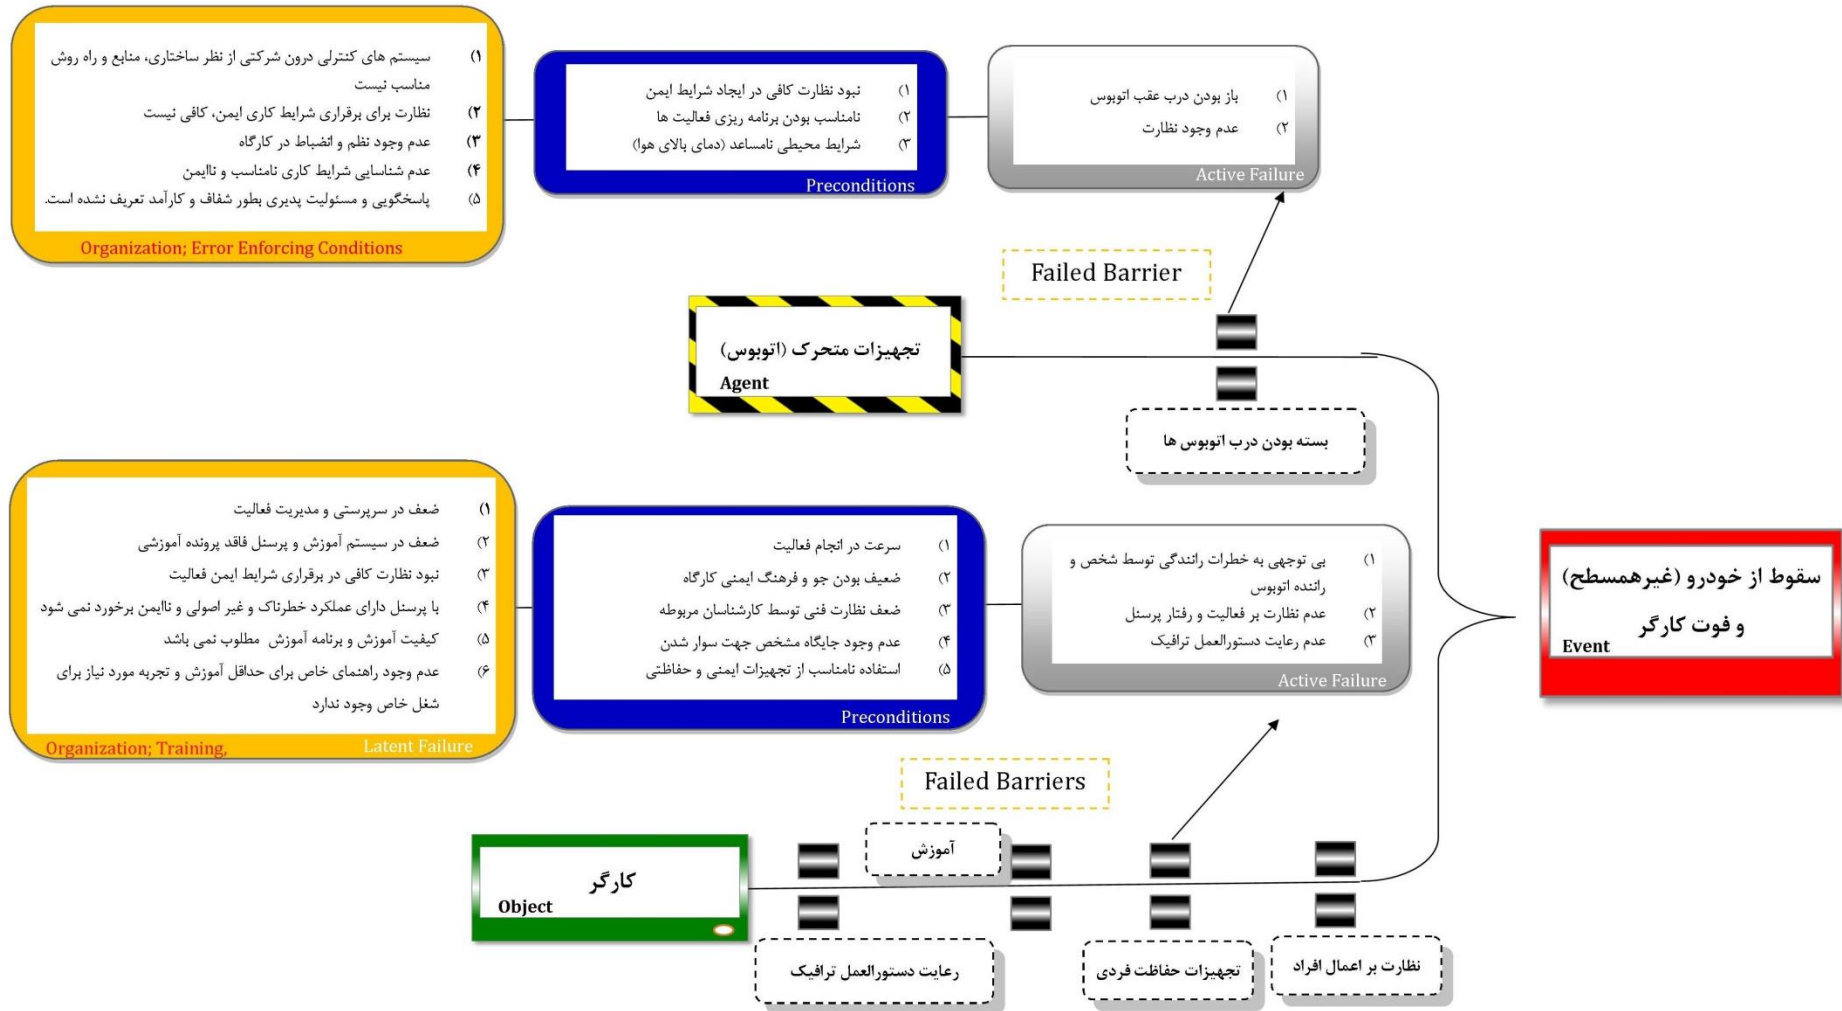 ۱) سیستم های کنترلی درون شرکتی از نظر ساختاری، منابع و راه روش
مناسب نیست
۲) نظارت برای برقراری شرایط کاری ایمن، کافی نیست
۳) عدم وجود نظم و انضباط در کارگاه
۴) عدم شناسایی شرایط کاری نامناسب و ناایمن
۵) پاسخگویی و مسئولیت پدیری بطور شفاف و کارآمد تعریف نشده است.
Organization; Error Enforcing Conditions
۱) نبود نظارت کافی در ایجاد شرایط ایمن
۲) نامناسب بودن برنامه ریزی فعالیت ها
۳) شرایط محیطی نامساعد (دمای بالای هوا)
Preconditions
۱) باز بودن درب عقب اتوبوس
۲) عدم وجود نظارت
Active Failure
Failed Barrier
تجهیزات متحرک (اتوبوس)
Agent
بسته بودن درب اتوبوس ها
۱) ضعف در سرپرستی و مدیریت فعالیت
۲) ضعف در سیستم آموزش و پرسنل فاقد پرونده آموزشی
۳) نبود نظارت کافی در برقراری شرایط ایمن فعالیت
۴) با پرسنل دارای عملکرد خطرناک و غیر اصولی و ناایمن برخورد نمی شود
۵) کیفیت آموزش و برنامه آموزش مطلوب نمی باشد
۶) عدم وجود راهنمای خاص برای حداقل آموزش و تجربه مورد نیاز برای
شغل خاص وجود ندارد
Organization; Training,
Latent Failure
۱) سرعت در انجام فعالیت
۲) ضعیف بودن جو و فرهنگ ایمنی کارگاه
۳) ضعف نظارت فنی توسط کارشناسان مربوطه
۴) عدم وجود جایگاه مشخص جهت سوار شدن
۵) استفاده نامناسب از تجهیزات ایمنی و حفاظتی
Preconditions
۱) بی توجهی به خطرات رانندگی توسط شخص و
راننده اتوبوس
۲) عدم نظارت بر فعالیت و رفتار پرسنل
۳) عدم رعایت دستورالعمل ترافیک
Active Failure
سقوط از خودرو (غیرهمسطح)
و فوت کارگر
Event
Failed Barriers
کارگر
Object
آموزش
رعایت دستورالعمل ترافیک
تجهیزات حفاظت فردی
نظارت بر اعمال افراد